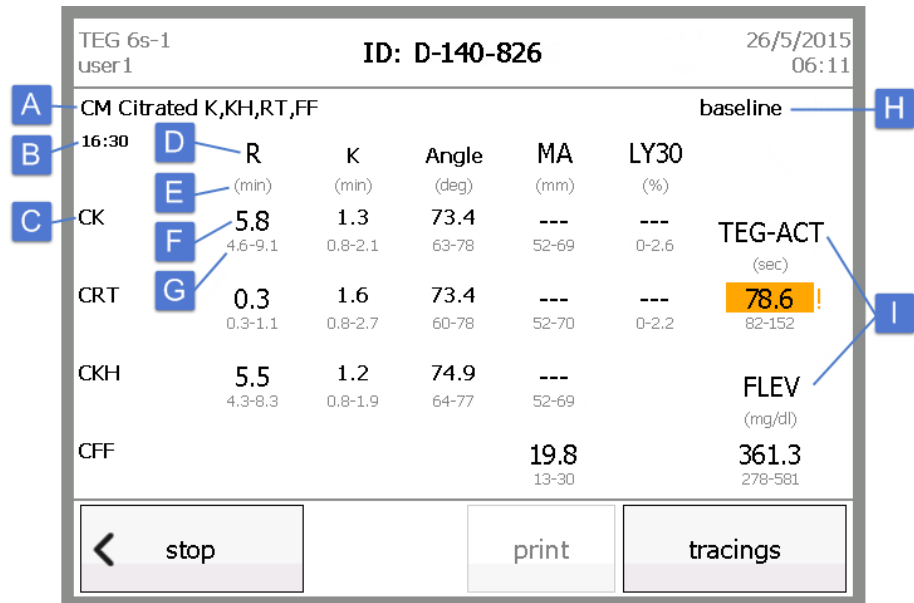 TEG 6s-1
user1
ID: D-140-826
26/5/2015
06:11
A
CM Citrated K,KH,RT,FF
baseline
H
B
16:30
D
R
K
Angle
MA
LY30
E
(min)
(min)
(deg)
(mm)
(%)
C
CK
F
5.8
1.3
73.4
---
---
4.6-9.1
0.8-2.1
63-78
52-69
0-2.6
TEG-ACT
(sec)
G
CRT
0.3
1.6
73.4
---
---
78.6 !
0.3-1.1
0.8-2.7
60-78
52-70
0-2.2
82-152
I
CKH
5.5
1.2
74.9
---
4.3-8.3
0.8-1.9
64-77
52-69
FLEV
(mg/dl)
CFF
19.8
361.3
13-30
278-581
stop
print
tracings